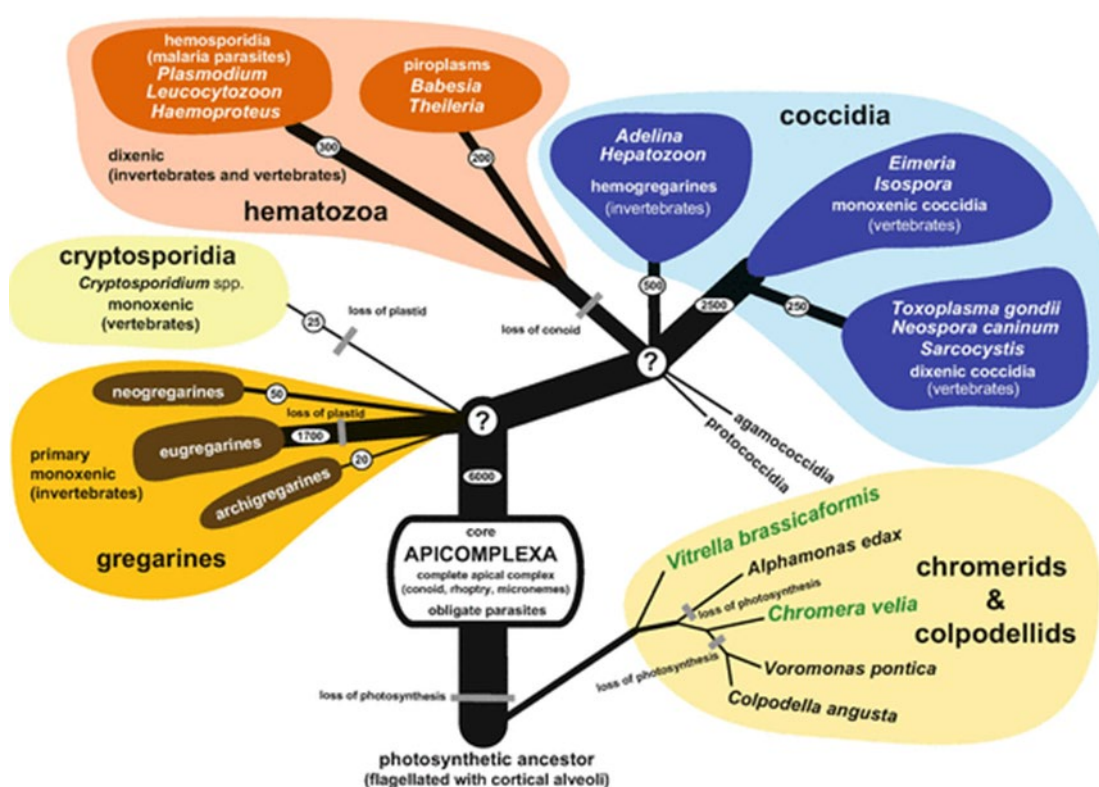 hemosporidia
(malaria parasites)
Plasmodium
Leucocytozoon
Haemoproteus
piroplasms
Babesia
Theileria
300
200
dixenic
(invertebrates and vertebrates)
hematozoa
coccidia
Adelina
Hepatozoon
hemogregarines
(invertebrates)
Eimeria
Isospora
monoxenic coccidia
(vertebrates)
500
2500
250
Toxoplasma gondii
Neospora caninum
Sarcocystis
dixenic coccidia
(vertebrates)
cryptosporidia
Cryptosporidium spp.
monoxenic
(vertebrates)
25
loss of plastid
loss of conoid
?
?
agamococcidia
protococcidia
neogregarines
50
loss of plastid
eugregarines
1700
archigregarines
20
primary
monoxenic
(invertebrates)
gregarines
6000
core
APICOMPLEXA
complete apical complex
(conoid, rhoptry, micronemes)
obligate parasites
loss of photosynthesis
photosynthetic ancestor
(flagellated with cortical alveoli)
Vitrella brassicaformis
Alphamonas edax
loss of photosynthesis
Chromera velia
loss of photosynthesis
Voromonas pontica
Colpodella angusta
chromerids
&
colpodellids